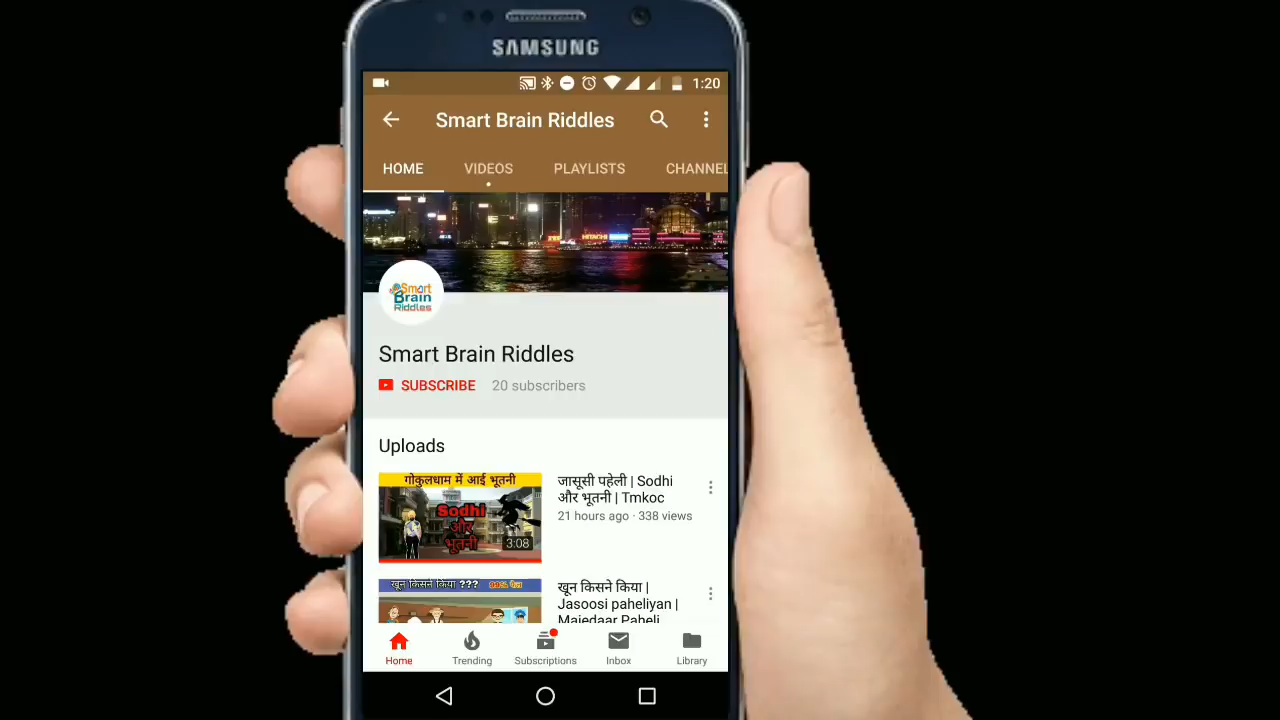 SAMSUNG
1:20
Smart Brain Riddles
HOME VIDEOS PLAYLISTS CHANNEL
HITACHI
Smart
Brain
Riddles
Smart Brain Riddles
SUBSCRIBE 20 subscribers
Uploads
गोकुलधाम में आई भूतनी
Sodhi
और
भूतनी
3:08
जासूसी पहेली | Sodhi
और भूतनी | Tmkoc
21 hours ago · 338 views
खून किसने किया ??? 99% फेल
खून किसने किया |
Jasoosi paheliyan |
Majedaar Paheli
Home Trending Subscriptions Inbox Library